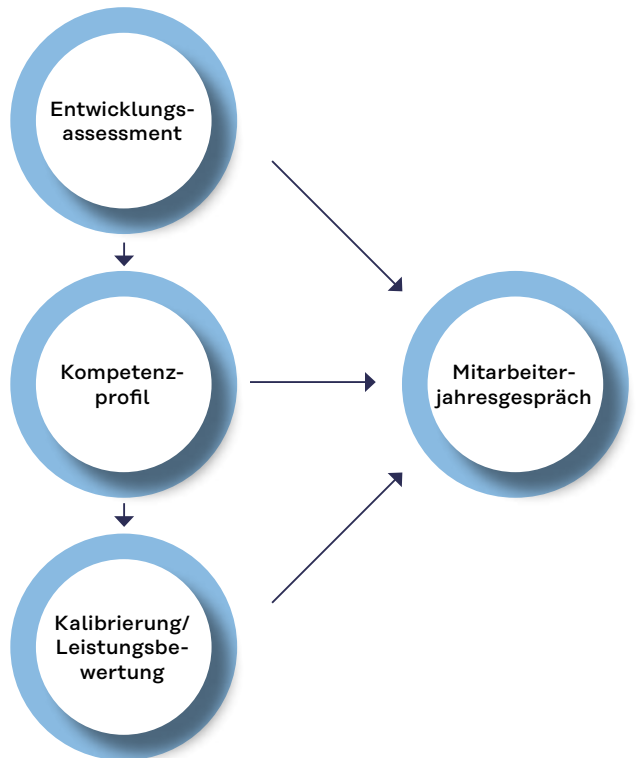 Entwicklungs-
assessment
Kompetenz-
profil
Mitarbeiter-
jahresgespräch
Kalibrierung/
Leistungsbe-
wertung